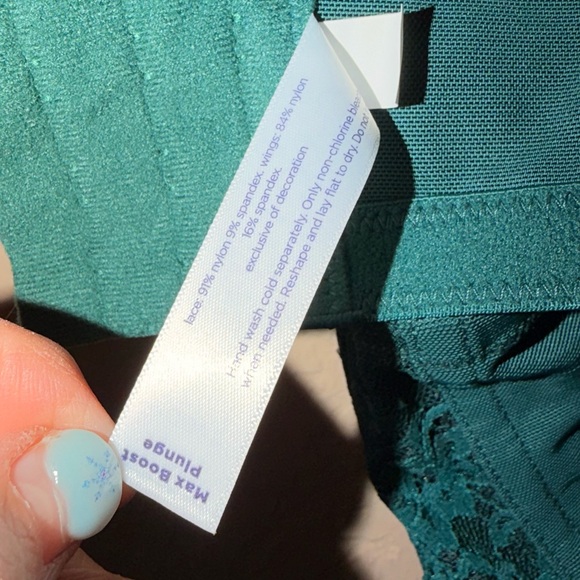 lace: 91% nylon 9% spandex. wings: 84% nylon
16% spandex.
exclusive of decoration
Hand wash cold separately. Only non-chlorine
when needed. Reshape and lay flat to dry. Do
Max Boost
Plunge